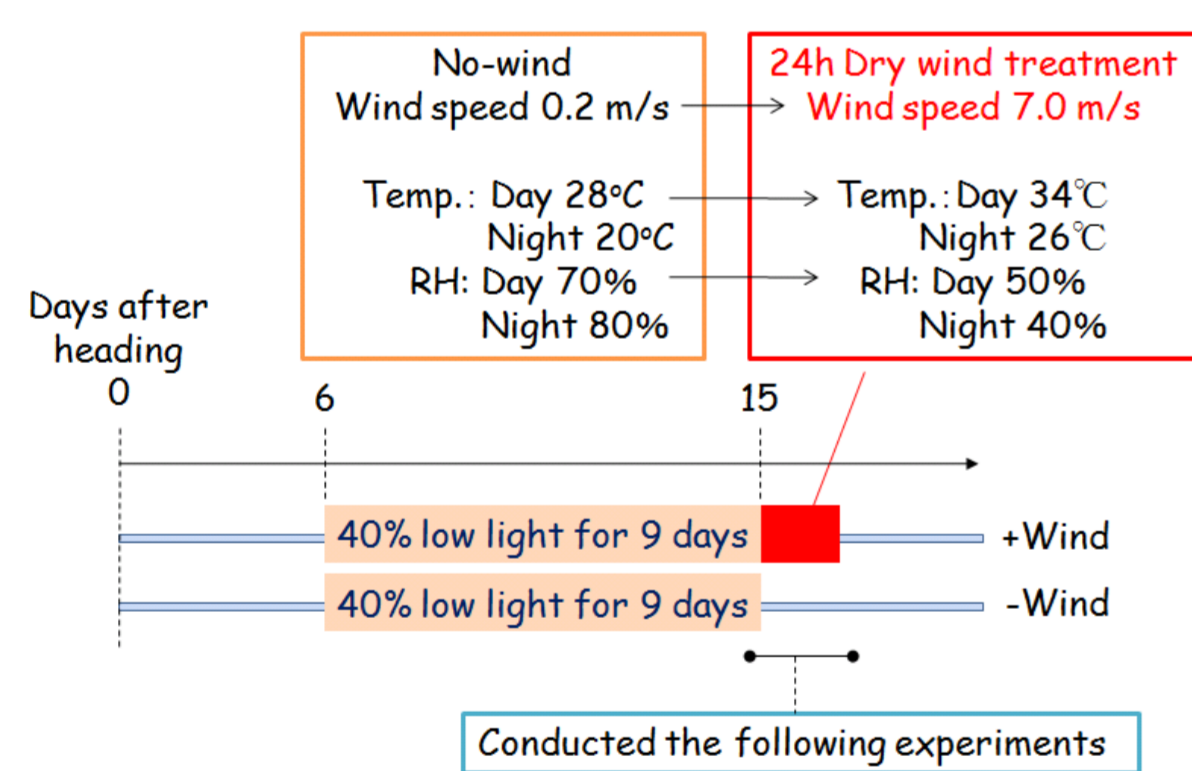 No-wind
Wind speed 0.2 m/s
Temp.: Day 28°C
Night 20°C
RH: Day 70%
Night 80%
24h Dry wind treatment
Wind speed 7.0 m/s
Temp.:Day 34℃
Night 26℃
RH: Day 50%
Night 40%
Days after
heading
0
6
15
40% low light for 9 days
+Wind
40% low light for 9 days
-Wind
Conducted the following experiments